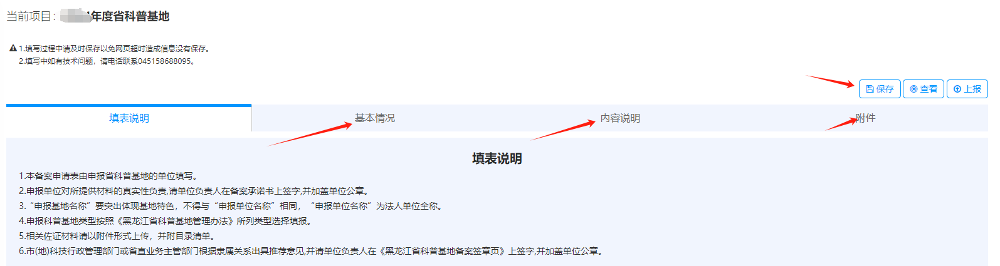 当前项目：年度省科普基地
1.填写过程中请及时保存以免网页超时造成信息没有保存。
2.填写中如有技术问题，请电话联系045158688095。
保存 查看 上报
填表说明 基本情况 内容说明 附件
填表说明
1.本备案申请表由申报省科普基地的单位填写。
2.申报单位对所提供材料的真实性负责,请单位负责人在备案承诺书上签字,并加盖单位公章。
3.“申报基地名称”要突出体现基地特色，不得与“申报单位名称”相同，“申报单位名称”为法人单位全称。
4.申报科普基地类型按照《黑龙江省科普基地管理办法》所列类型选择填报。
5.相关佐证材料请以附件形式上传，并附目录清单。
6.市(地)科技行政管理部门或省直业务主管部门根据隶属关系出具推荐意见,并请单位负责人在《黑龙江省科普基地备案签章页》上签字,并加盖单位公章。